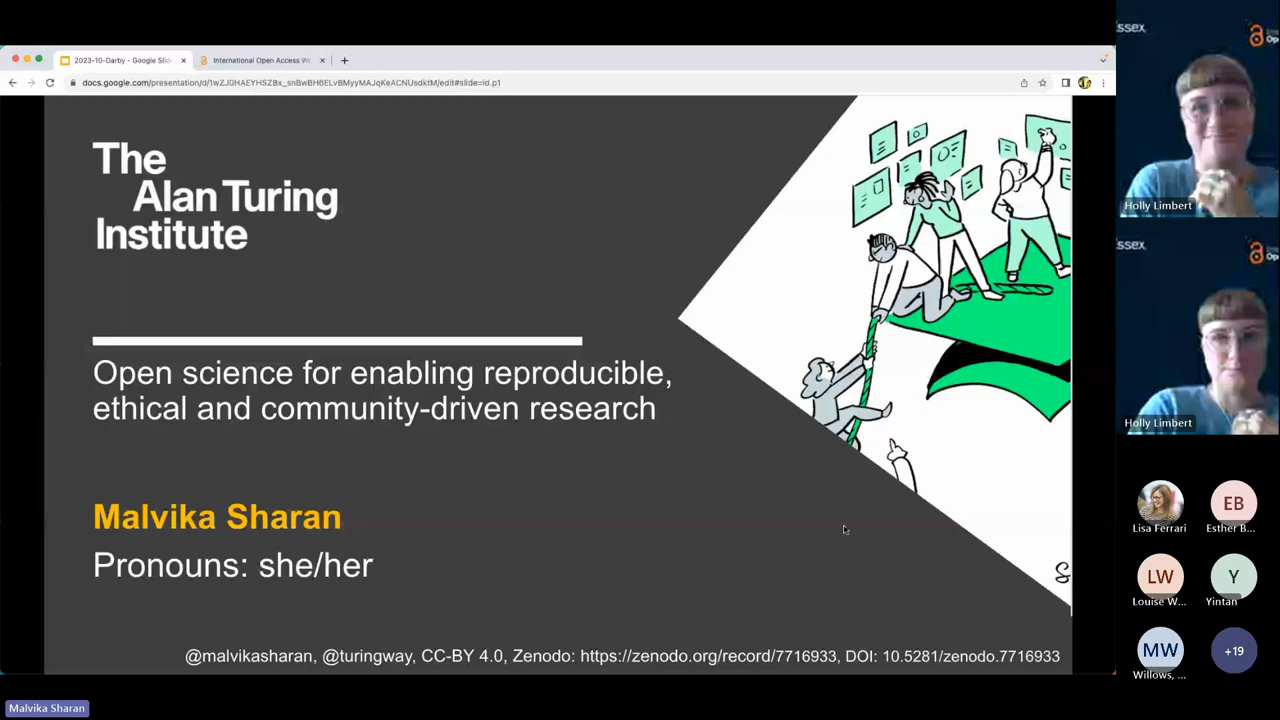 2023-10-Darby - Google Slid
International Open Access W
docs.google.com/presentation/d/1wZJ0HAEYHSZBx_snBwBH6ELvBMyyMAJqKeACNUsdktM/edit#slide=id.p1
The
Alan Turing
Institute
Open science for enabling reproducible,
ethical and community-driven research
Malvika Sharan
Pronouns: she/her
@malvikasharan, @turingway, CC-BY 4.0, Zenodo: https://zenodo.org/record/7716933, DOI: 10.5281/zenodo.7716933
Holly Limbert
Holly Limbert
Lisa Ferrari
EB
Esther B...
LW
Louise W...
Y
Yintan
MW
Willows, ...
+19
Malvika Sharan